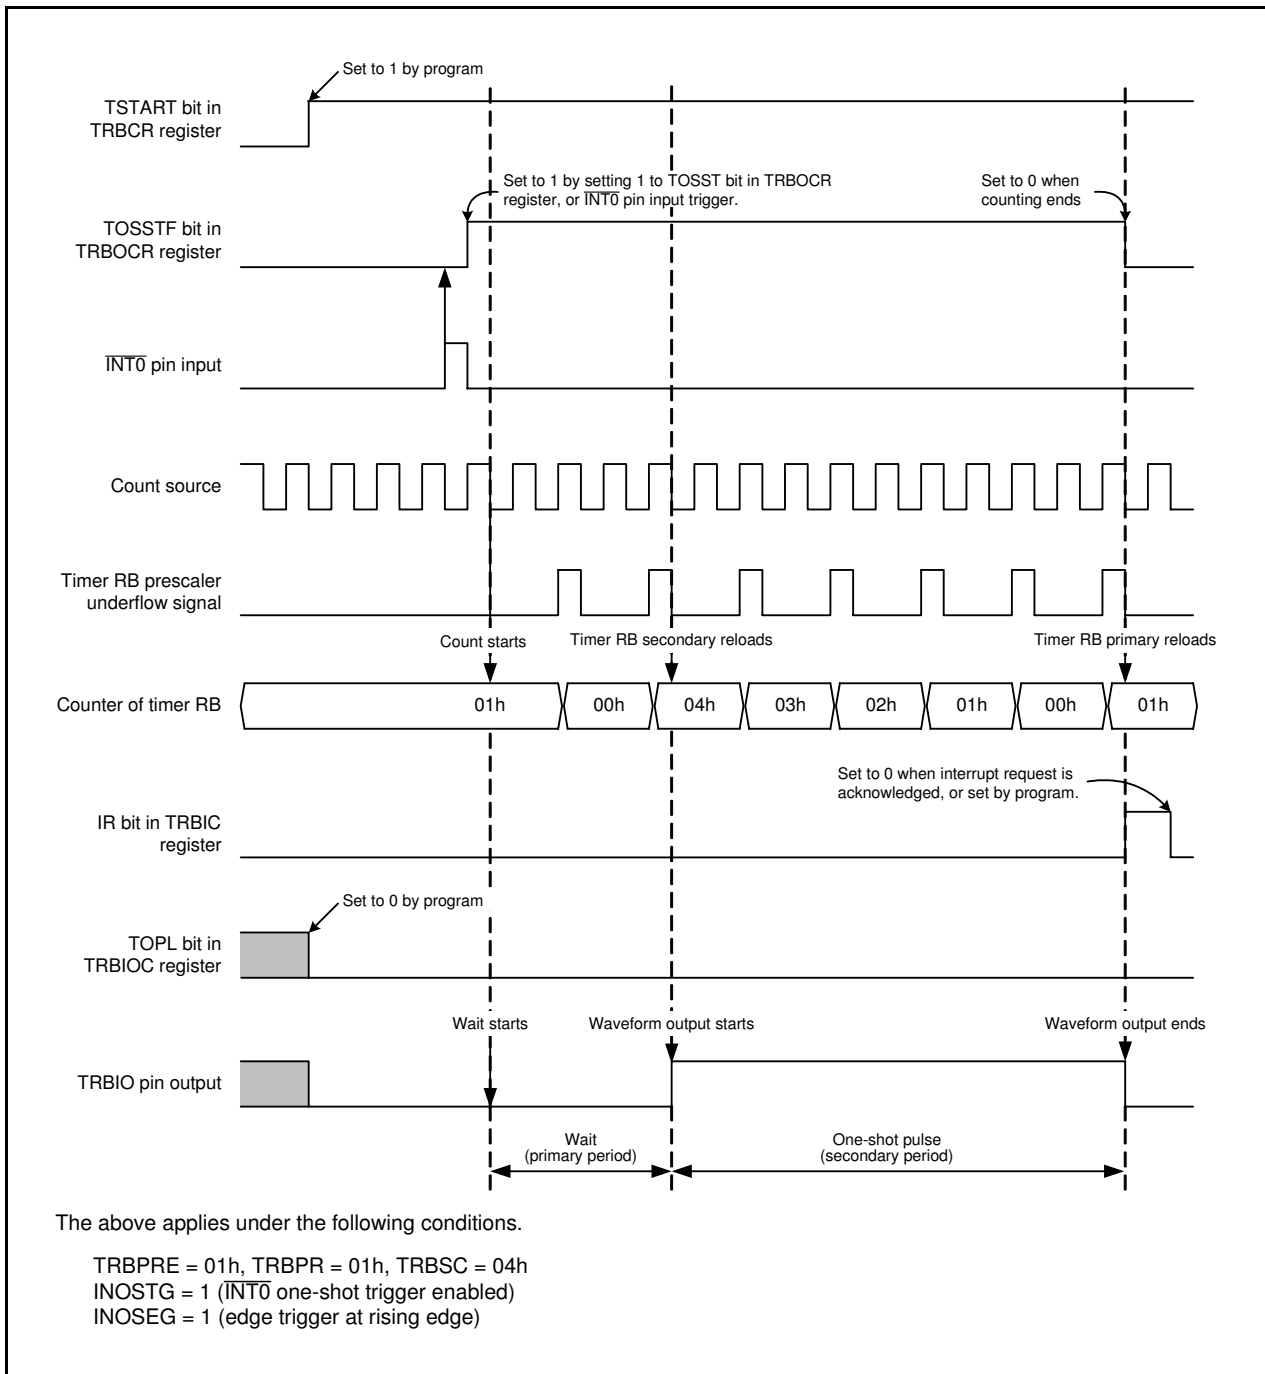 Set to 1 by program
TSTART bit in
TRBCR register
Set to 1 by setting 1 to TOSST bit in TRBOCR
register, or INT0 pin input trigger.
Set to 0 when
counting ends
TOSSTF bit in
TRBOCR register
INT0 pin input
Count source
Timer RB prescaler
underflow signal
Count starts
Timer RB secondary reloads
Timer RB primary reloads
Counter of timer RB
01h
00h
04h
03h
02h
01h
00h
01h
Set to 0 when interrupt request is
acknowledged, or set by program.
IR bit in TRBIC
register
Set to 0 by program
TOPL bit in
TRBIOC register
Wait starts
Waveform output starts
Waveform output ends
TRBIO pin output
Wait
(primary period)
One-shot pulse
(secondary period)
The above applies under the following conditions.
TRBPRE = 01h, TRBPR = 01h, TRBSC = 04h
INOSTG = 1 (INT0 one-shot trigger enabled)
INOSEG = 1 (edge trigger at rising edge)